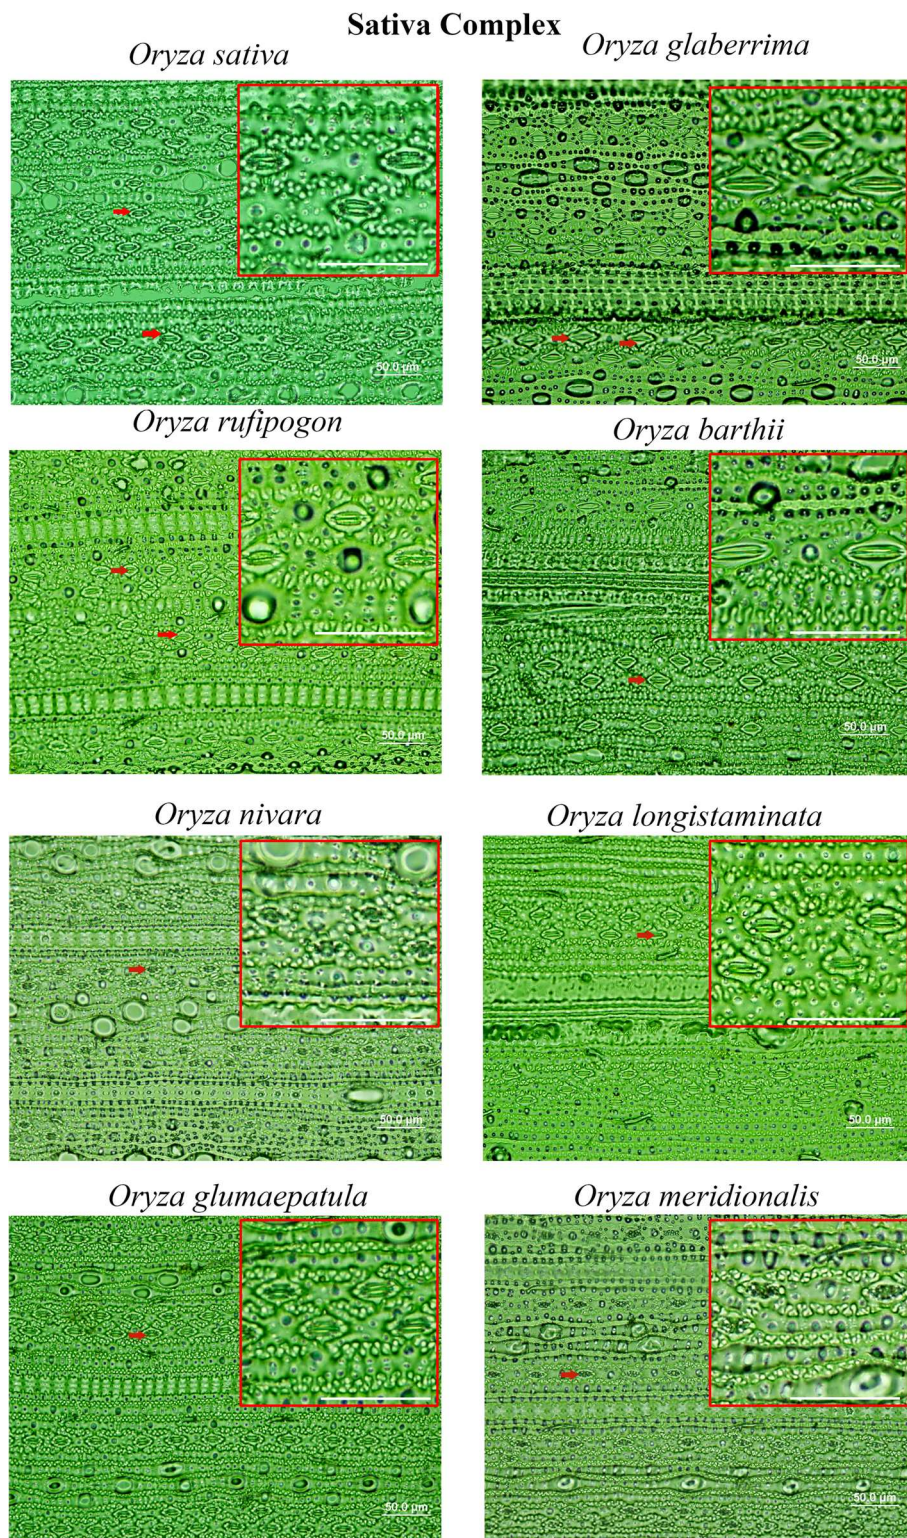 Sativa Complex
Oryza sativa
Oryza glaberrima
50.0 µm
50.0 µm
Oryza rufipogon
Oryza barthii
50.0 µm
50.0 µm
Oryza nivara
Oryza longistaminata
50.0 µm
50.0 µm
Oryza glumaepatula
Oryza meridionalis
50.0 µm
50.0 µm